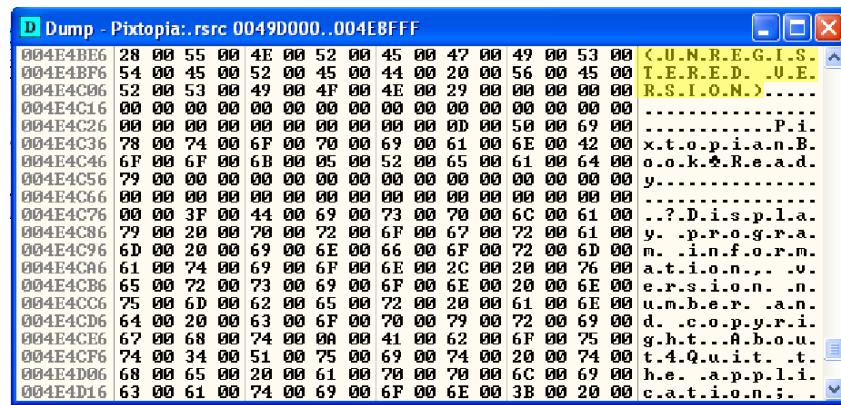 D Dump - Pixtopia:.rsrc 0049D000..004E8FFF
004E4BE6 28 00 55 00 4E 00 52 00 45 00 47 00 49 00 53 00 (.U.N.R.E.G.I.S.
004E4BF6 54 00 45 00 52 00 45 00 44 00 20 00 56 00 45 00 T.E.R.E.D. .V.E.
004E4C06 52 00 53 00 49 00 4F 00 4E 00 29 00 00 00 00 00 R.S.I.O.N.).....
004E4C16 00 00 00 00 00 00 00 00 00 00 00 00 00 00 00 00 ................
004E4C26 00 00 00 00 00 00 00 00 00 00 00 0D 00 50 00 69 00 ............P.i.
004E4C36 78 00 74 00 6F 00 70 00 69 00 61 00 6E 00 42 00 x.t.o.p.i.a.n.B.
004E4C46 6F 00 6F 00 6B 00 05 00 52 00 65 00 61 00 64 00 o.o.k.♣.R.e.a.d.
004E4C56 79 00 00 00 00 00 00 00 00 00 00 00 00 00 00 00 y...............
004E4C66 00 00 00 00 00 00 00 00 00 00 00 00 00 00 00 00 ................
004E4C76 00 00 3F 00 44 00 69 00 73 00 70 00 6C 00 61 00 ..?.D.i.s.p.l.a.
004E4C86 79 00 20 00 70 00 72 00 6F 00 67 00 72 00 61 00 y. .p.r.o.g.r.a.
004E4C96 6D 00 20 00 69 00 6E 00 66 00 6F 00 72 00 6D 00 m. .i.n.f.o.r.m.
004E4CA6 61 00 74 00 69 00 6F 00 6E 00 2C 00 20 00 76 00 a.t.i.o.n.,. .v.
004E4CB6 65 00 72 00 73 00 69 00 6F 00 6E 00 20 00 6E 00 e.r.s.i.o.n. .n.
004E4CC6 75 00 6D 00 62 00 65 00 72 00 20 00 61 00 6E 00 u.m.b.e.r. .a.n.
004E4CD6 64 00 20 00 63 00 6F 00 70 00 79 00 72 00 69 00 d. .c.o.p.y.r.i.
004E4CE6 67 00 68 00 74 00 0A 00 41 00 62 00 6F 00 75 00 g.h.t...A.b.o.u.
004E4CF6 74 00 34 00 51 00 75 00 69 00 74 00 20 00 74 00 t.4.Q.u.i.t. .t.
004E4D06 68 00 65 00 20 00 61 00 70 00 70 00 6C 00 69 00 h.e. .a.p.p.l.i.
004E4D16 63 00 61 00 74 00 69 00 6F 00 6E 00 3B 00 20 00 c.a.t.i.o.n.;. .